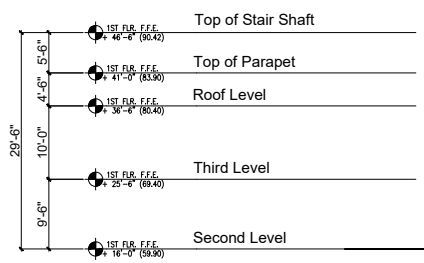 Top of Stair Shaft
1ST FLR. F.F.E.
+ 46'-6" (90.42)
5'-6"
Top of Parapet
1ST FLR. F.F.E.
+ 41'-0" (83.90)
4'-6"
Roof Level
1ST FLR. F.F.E.
+ 36'-6" (80.40)
29'-6"
10'-0"
Third Level
1ST FLR. F.F.E.
+ 25'-6" (69.40)
9'-6"
Second Level
1ST FLR. F.F.E.
+ 16'-0" (59.90)